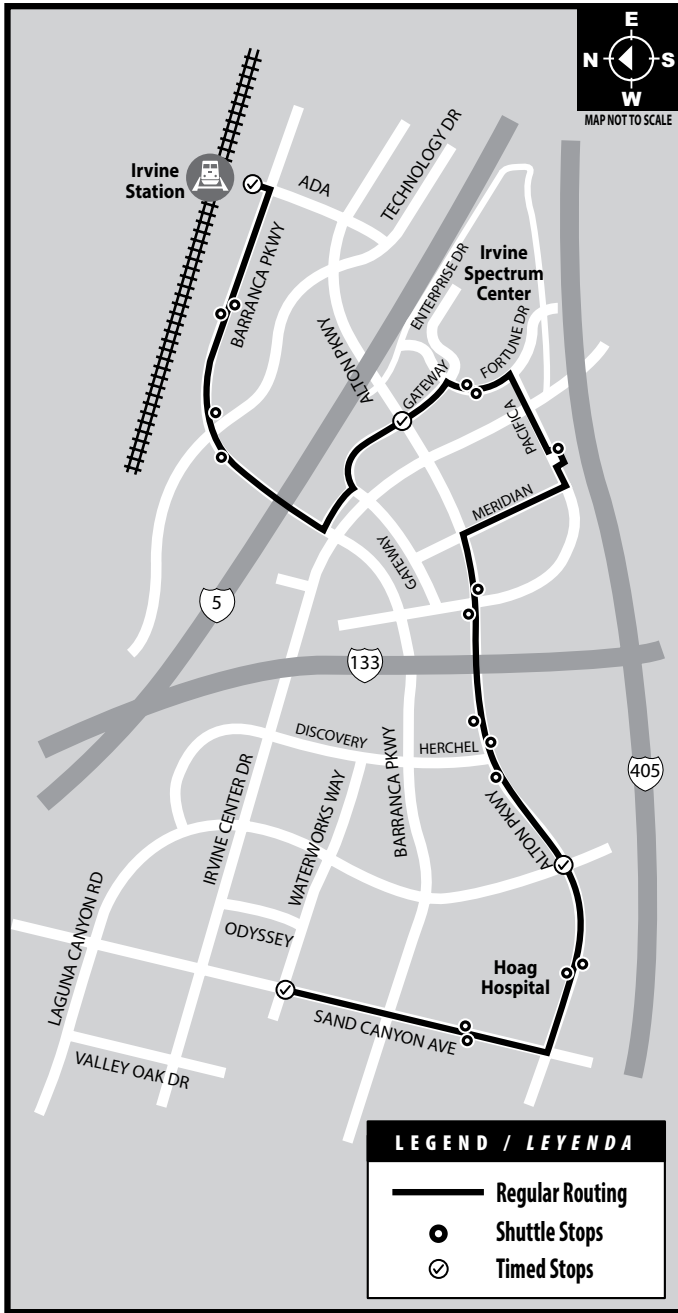 E
N
S
W
MAP NOT TO SCALE
Irvine
Station
ADA
TECHNOLOGY DR
BARRANCA PKWY
ENTERPRISE DR
Irvine
Spectrum
Center
ALTON PKWY
GATEWAY
FORTUNE DR
PACIFICA
MERIDIAN
GATEWAY
5
133
405
DISCOVERY
HERCHEL
IRVINE CENTER DR
WATERWORKS WAY
BARRANCA PKWY
ALTON PKWY
LAGUNA CANYON RD
ODYSSEY
Hoag
Hospital
SAND CANYON AVE
VALLEY OAK DR
LEGEND / LEYENDA
Regular Routing
Shuttle Stops
Timed Stops